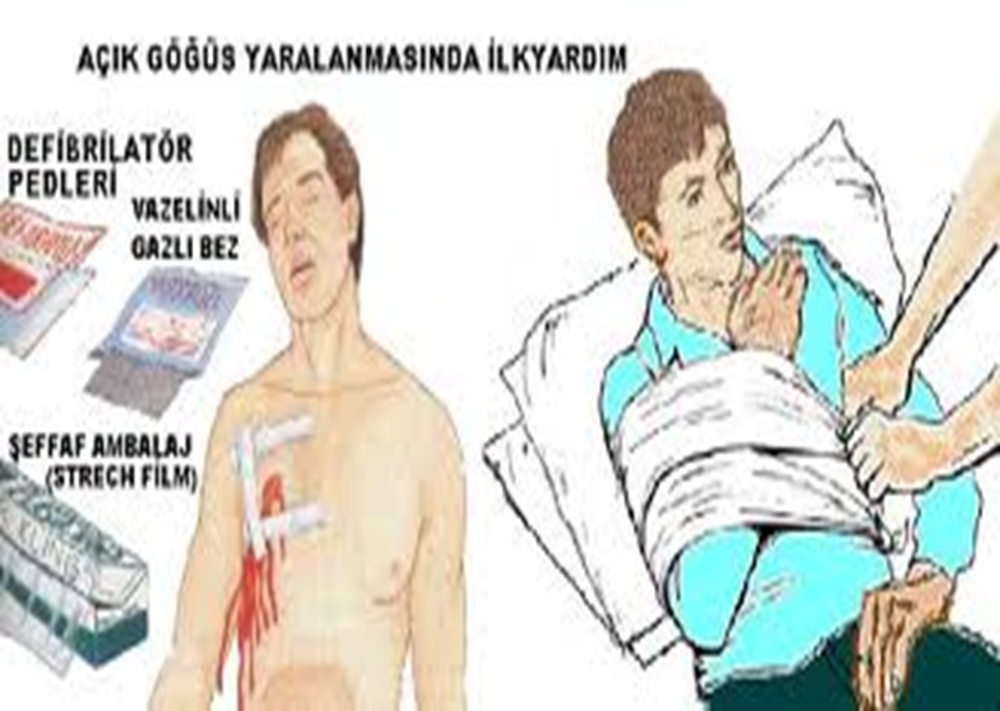 AÇIK GÖĞÜS YARALANMASINDA İLKYARDIM
DEFİBRİLATÖR
PEDLERİ
VAZELİNLİ
GAZLI BEZ
ŞEFFAF AMBALAJ
(STRECH FİLM)